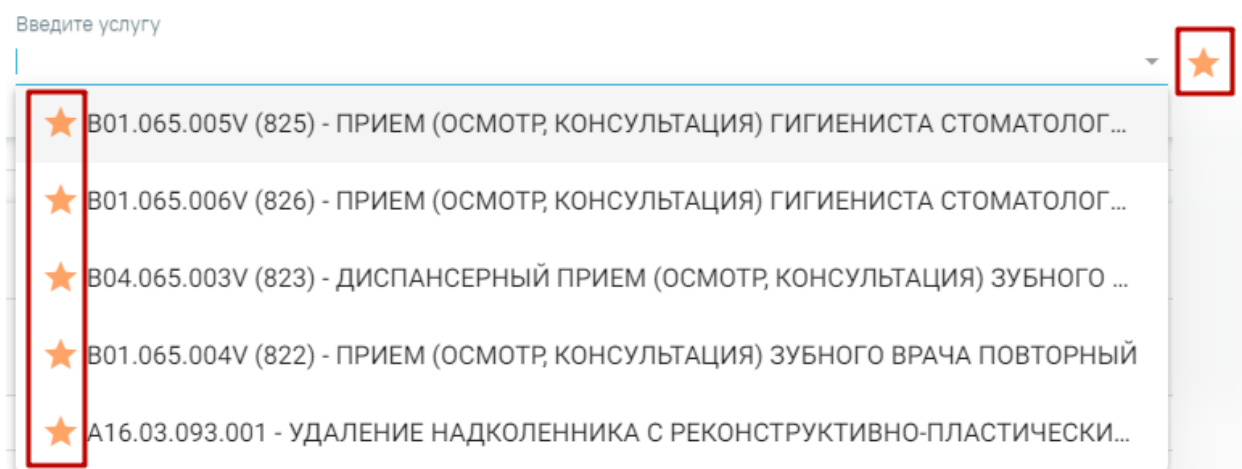 Введите услугу
B01.065.005V (825) - ПРИЕМ (ОСМОТР, КОНСУЛЬТАЦИЯ) ГИГИЕНИСТА СТОМАТОЛОГ...
B01.065.006V (826) - ПРИЕМ (ОСМОТР, КОНСУЛЬТАЦИЯ) ГИГИЕНИСТА СТОМАТОЛОГ...
B04.065.003V (823) - ДИСПАНСЕРНЫЙ ПРИЕМ (ОСМОТР, КОНСУЛЬТАЦИЯ) ЗУБНОГО ...
B01.065.004V (822) - ПРИЕМ (ОСМОТР, КОНСУЛЬТАЦИЯ) ЗУБНОГО ВРАЧА ПОВТОРНЫЙ
A16.03.093.001 - УДАЛЕНИЕ НАДКОЛЕННИКА С РЕКОНСТРУКТИВНО-ПЛАСТИЧЕСКИ...